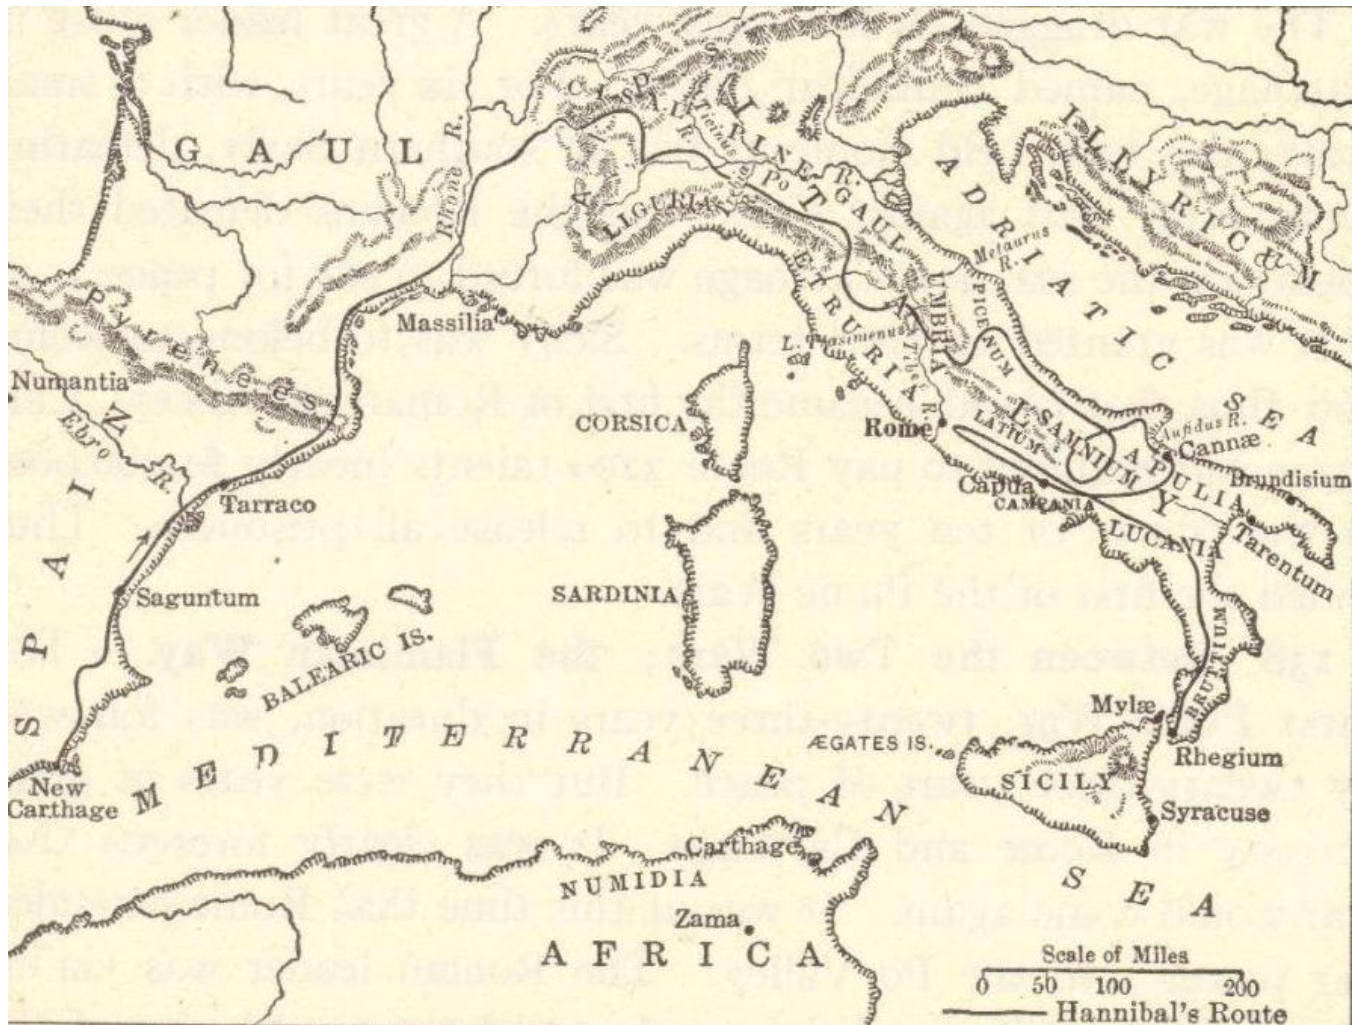 GAUL
Rhone R.
ALPS
CISALPINE GAUL
Ticinus
Po R.
LIGURIA
ILLYRICUM
ADRIATIC SEA
Metaurus
R.
Pyrenees
Massilia
ETRURIA
UMBRIA
PICENUM
L. Trasimenus
Tiber R.
ITALY
Numantia
Ebro R.
SPAIN
CORSICA
Rome
LATIUM
SAMNIUM
Aufidus R.
Cannæ
APULIA
Brundisium
Tarraco
Capua
CAMPANIA
LUCANIA
Tarentum
Saguntum
SARDINIA
BALEARIC IS.
BRUTTIUM
Mylæ
Rhegium
New
Carthage
MEDITERRANEAN SEA
ÆGATES IS.
SICILY
Syracuse
Carthage
NUMIDIA
Zama
AFRICA
Scale of Miles
0 50 100 200
Hannibal's Route